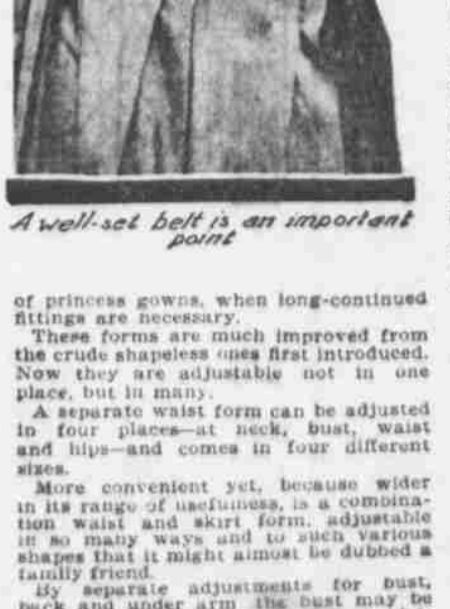 A well-set belt is an important
point
of princess gowns, when long-continued
fittings are necessary.
These forms are much improved from
the crude shapeless ones first introduced.
Now they are adjustable not in one
place, but in many.
A separate waist form can be adjusted
in four places—at neck, bust, waist
and hips—and comes in four different
sizes.
More convenient yet, because wider
in its range of usefulness, is a combina-
tion waist and skirt form, adjustable
in so many ways and to such various
shapes that it might almost be dubbed a
family friend.
By separate adjustments for bust,
back and under arm the bust may be